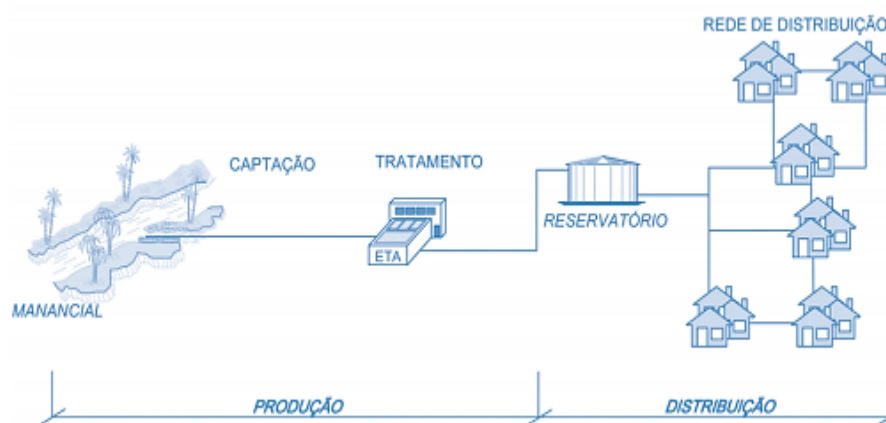 REDE DE DISTRIBUIÇÃO
CAPTAÇÃO
TRATAMENTO
RESERVATÓRIO
ETA
MANANCIAL
PRODUÇÃO
DISTRIBUIÇÃO